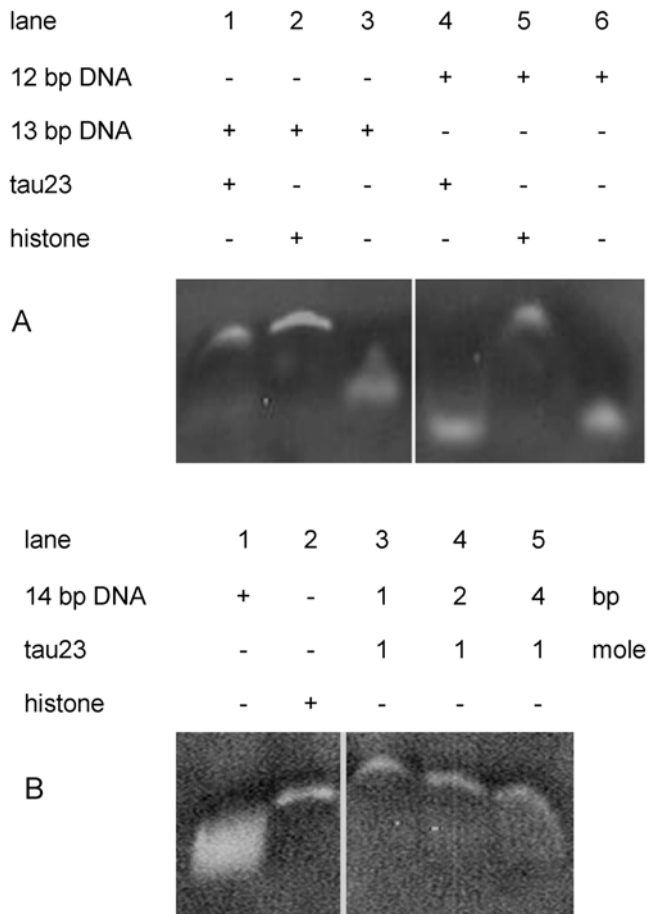 lane 1 2 3 4 5 6
12 bp DNA - - - + + +
13 bp DNA + + + - - -
tau23 + - - + - -
histone - + - - + -
A
lane 1 2 3 4 5
14 bp DNA + - 1 2 4 bp
tau23 - - 1 1 1 mole
histone - + - - -
B